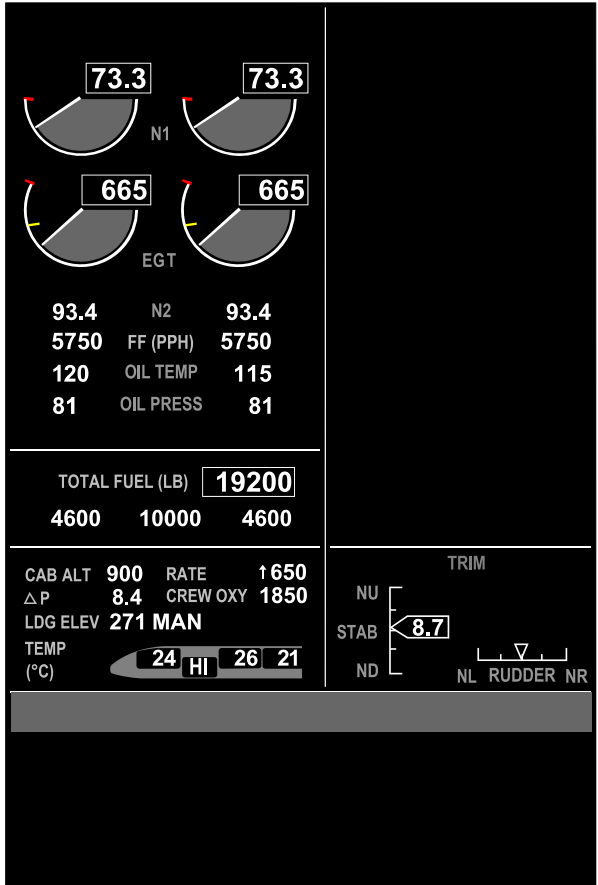 73.3 73.3
N1
665 665
EGT
93.4 N2 93.4
5750 FF (PPH) 5750
120 OIL TEMP 115
81 OIL PRESS 81
TOTAL FUEL (LB) 19200
4600 10000 4600
CAB ALT 900 RATE ↑650
△P 8.4 CREW OXY 1850
LDG ELEV 271 MAN
TEMP
(°C) 24 HI 26 21
TRIM
NU
STAB 8.7
ND
NL RUDDER NR